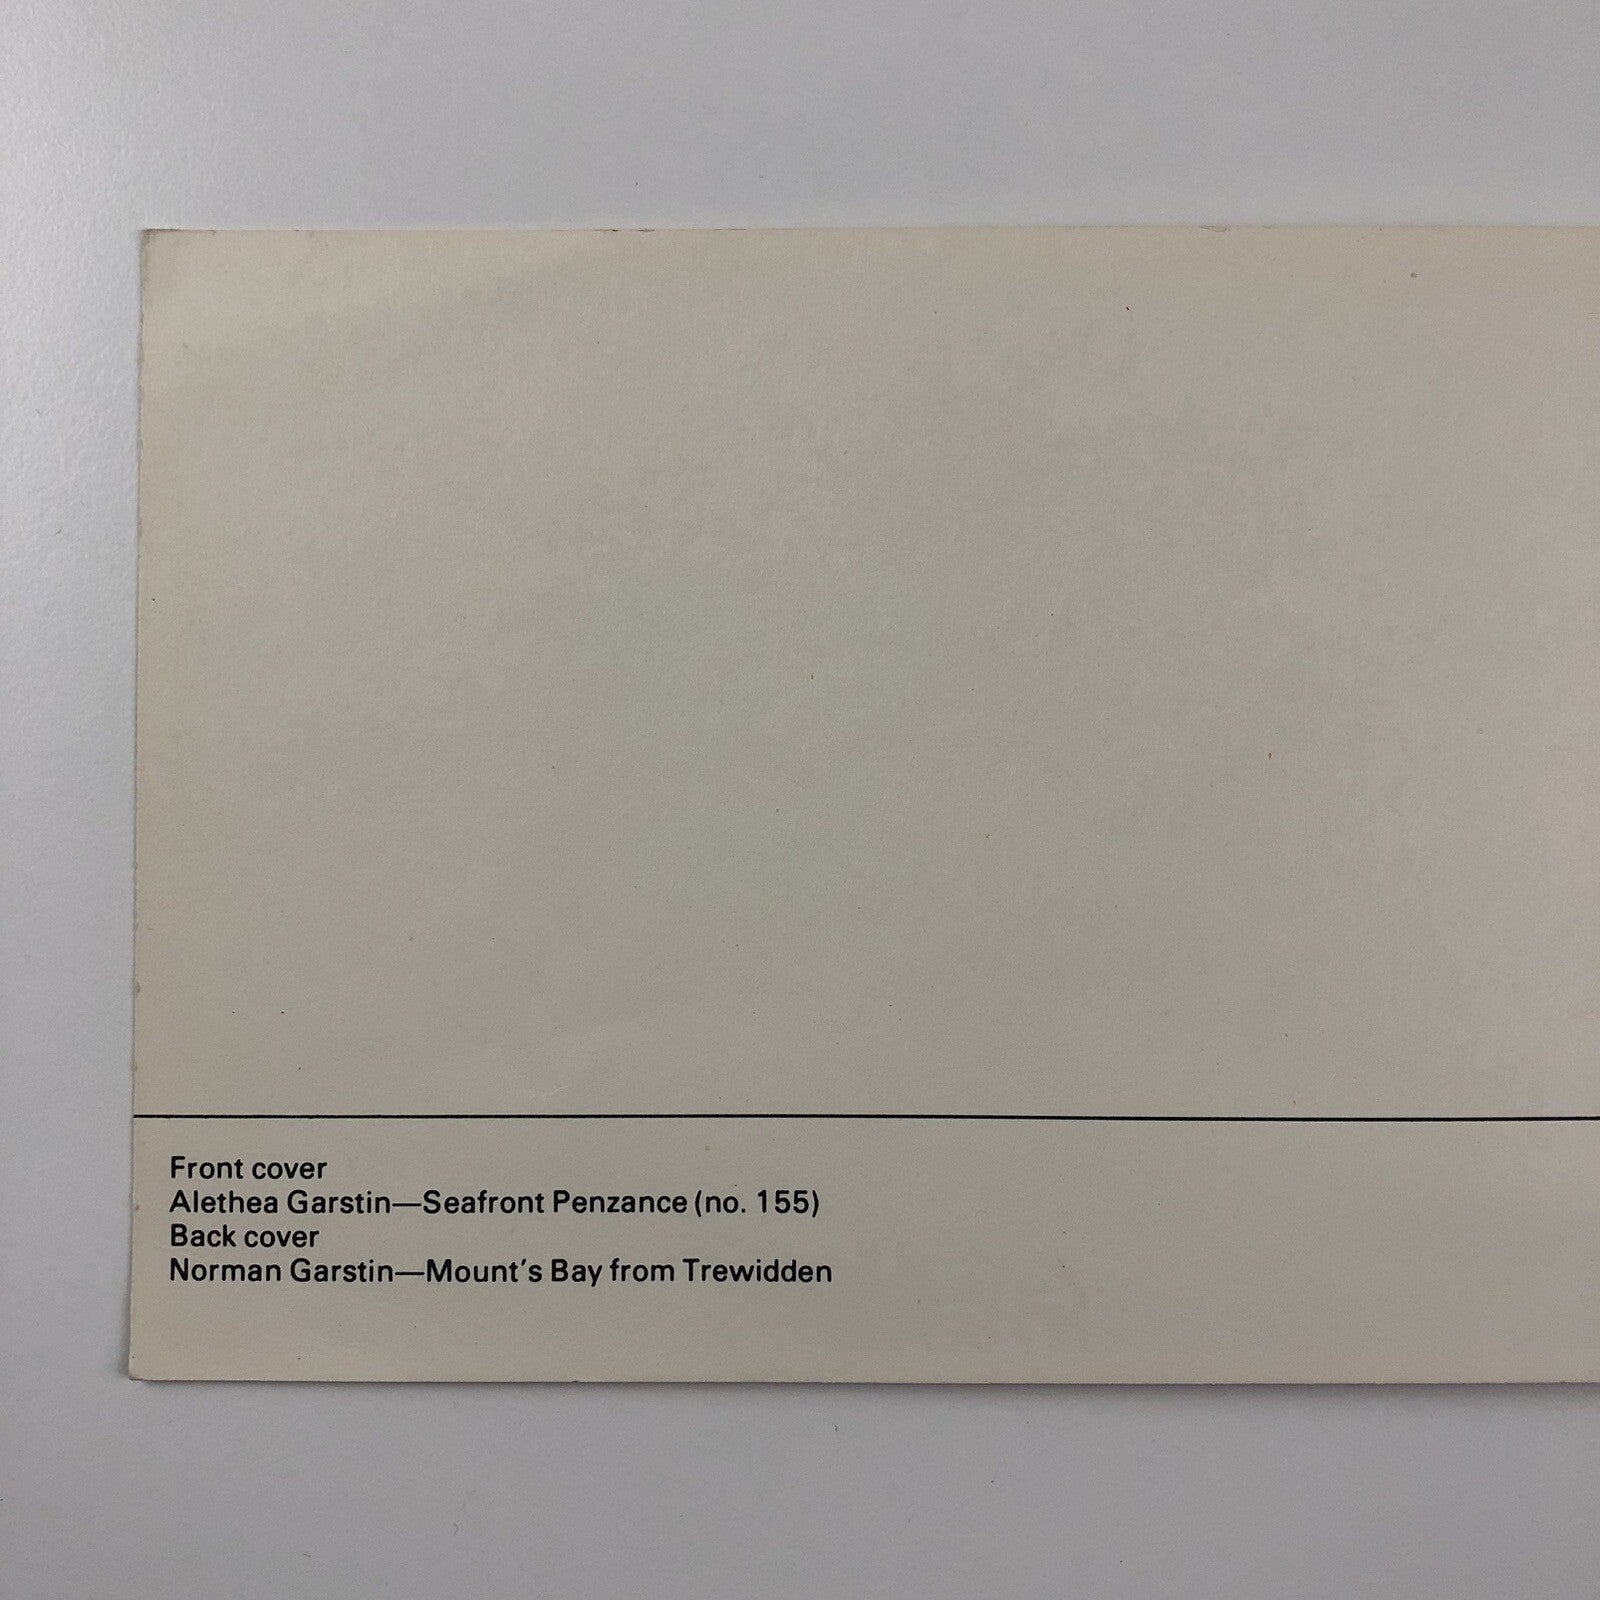 Front cover
Alethea Garstin—Seafront Penzance (no. 155)
Back cover
Norman Garstin—Mount's Bay from Trewidden